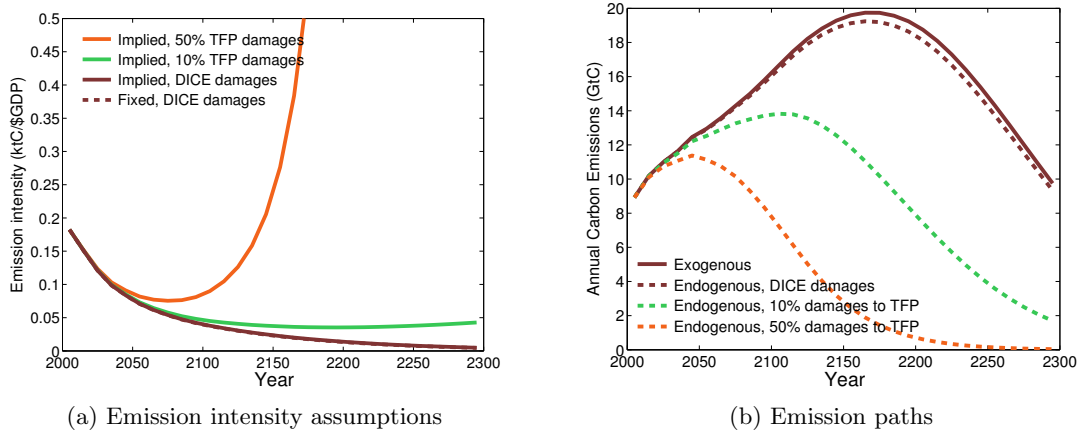 0.5
0.45
0.4
0.35
0.3
0.25
0.2
0.15
0.1
0.05
0
Emission intensity (ktC/$GDP)
Implied, 50% TFP damages
Implied, 10% TFP damages
Implied, DICE damages
Fixed, DICE damages
2000 2050 2100 2150 2200 2250 2300
Year
(a) Emission intensity assumptions
20
18
16
14
12
10
8
6
4
2
0
Annual Carbon Emissions (GtC)
Exogenous
Endogenous, DICE damages
Endogenous, 10% damages to TFP
Endogenous, 50% damages to TFP
2000 2050 2100 2150 2200 2250 2300
Year
(b) Emission paths